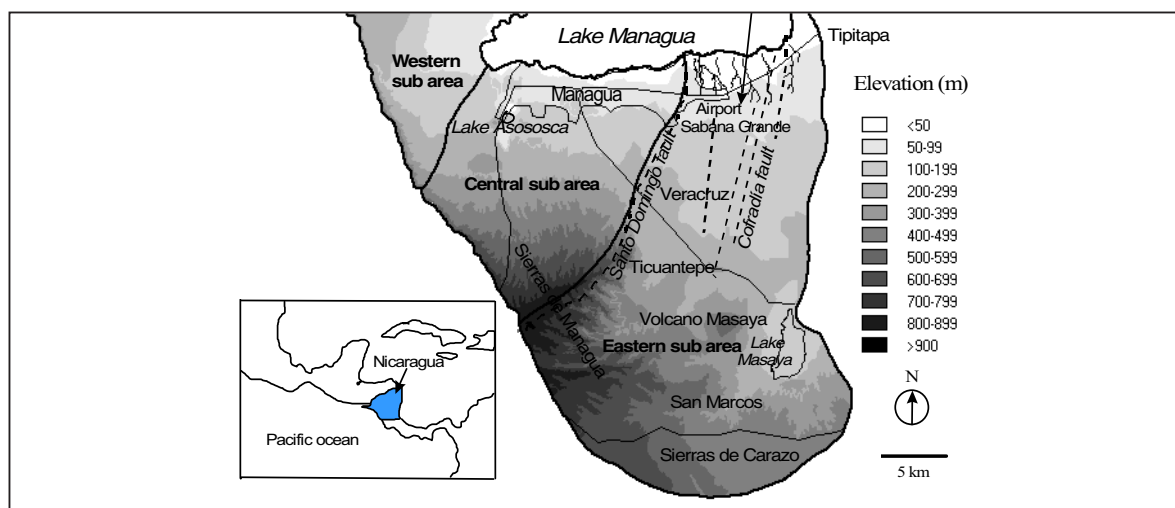 Lake Managua
Tipitapa
Western
sub area
Managua
Airport
Lake Asososca
Sabana Grande
Central sub area
Santo Domingo fault
Veracruz
Cofradia fault
Ticuantepe
Sierras de Managua
Volcano Masaya
Eastern sub area
Lake
Masaya
San Marcos
Sierras de Carazo
Elevation (m)
<50
50-99
100-199
200-299
300-399
400-499
500-599
600-699
700-799
800-899
>900
N
5 km
Nicaragua
Pacific ocean